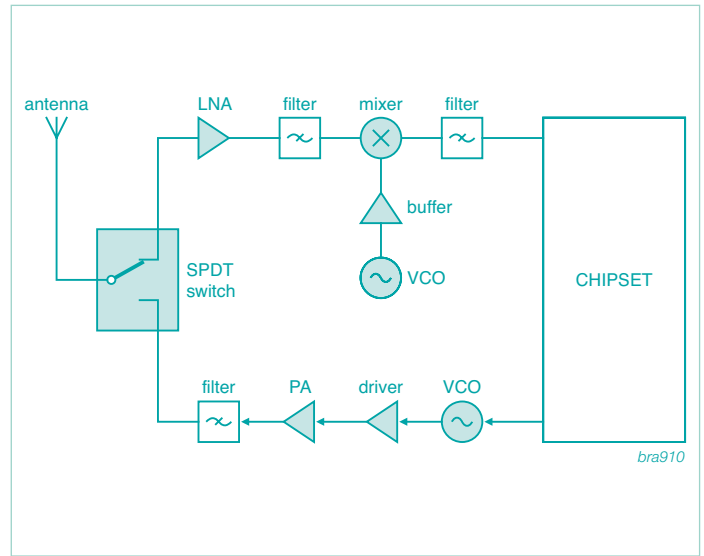 antenna
LNA
filter
mixer
filter
buffer
SPDT
switch
VCO
CHIPSET
filter
PA
driver
VCO
bra910